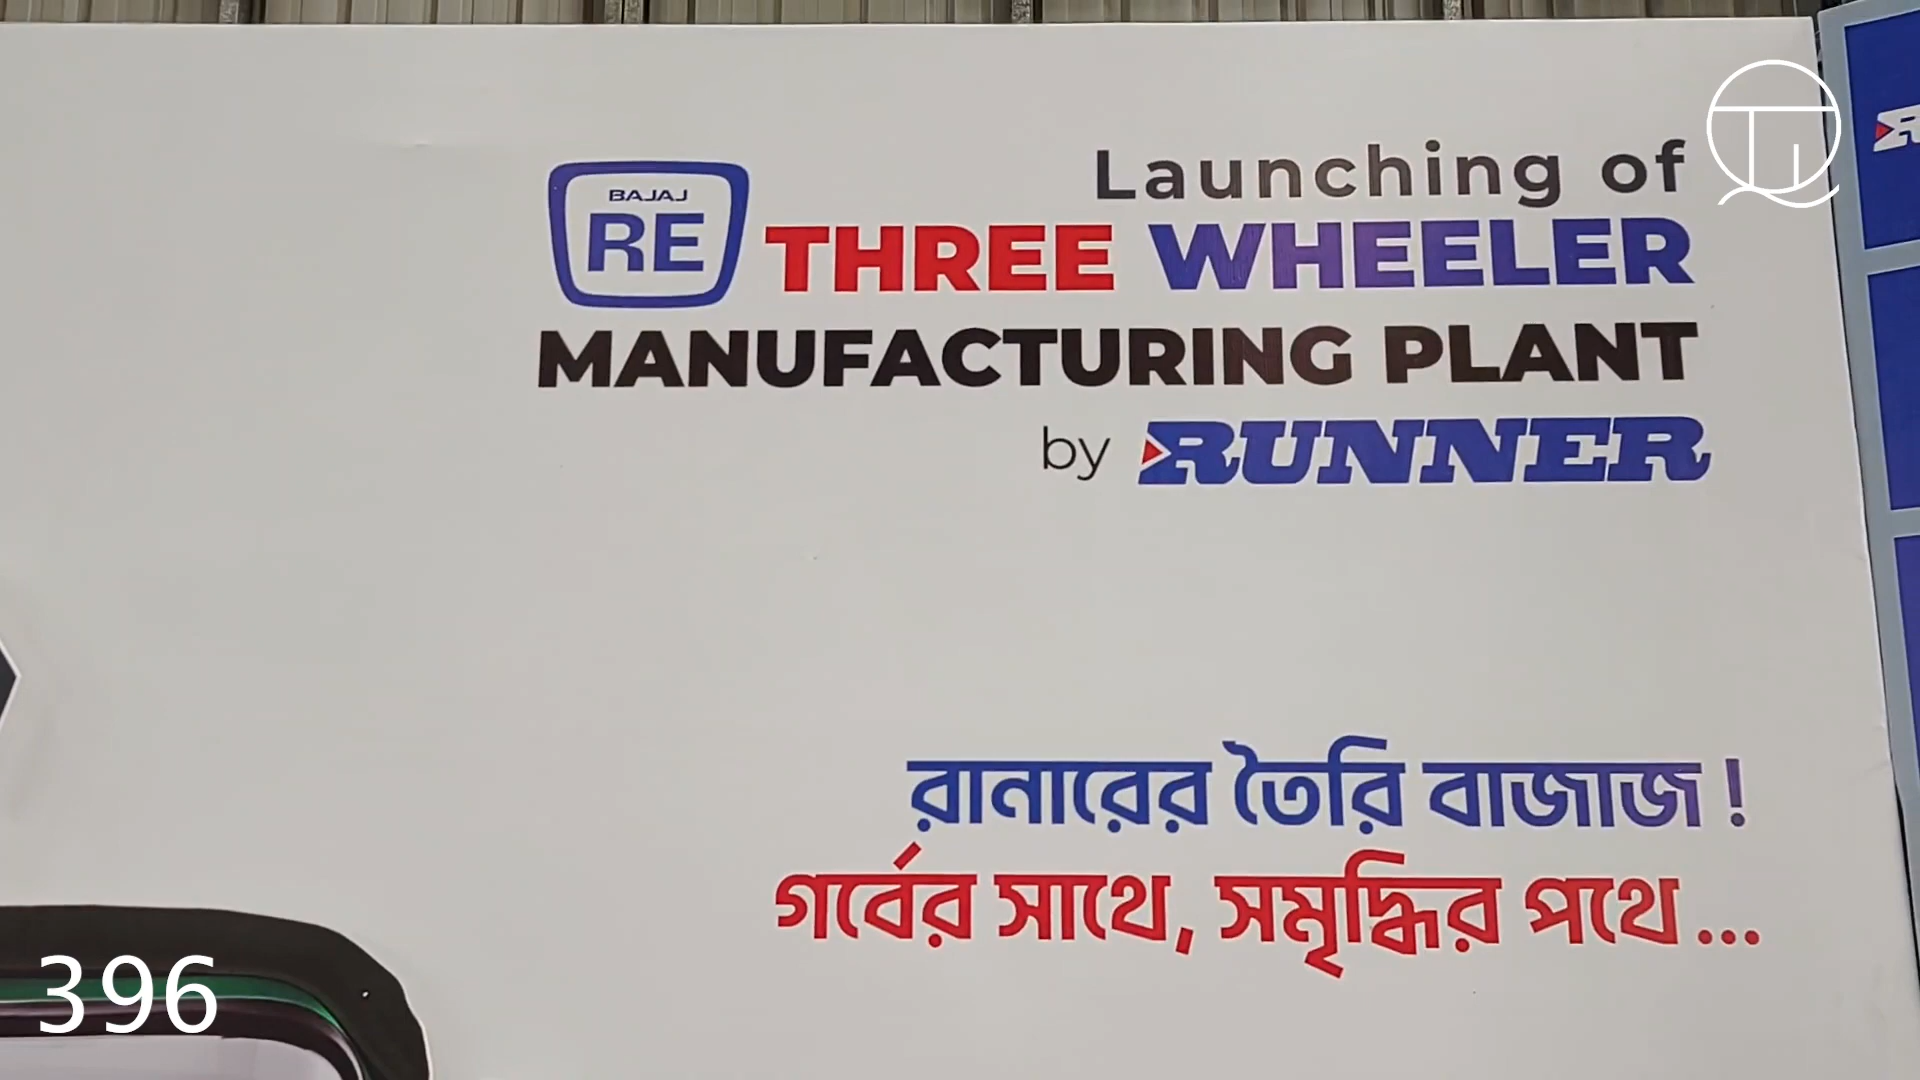 Launching of
BAJAJ
RE THREE WHEELER
MANUFACTURING PLANT
by RUNNER
রানারের তৈরি বাজাজ !
গর্বের সাথে, সমৃদ্ধির পথে...
396